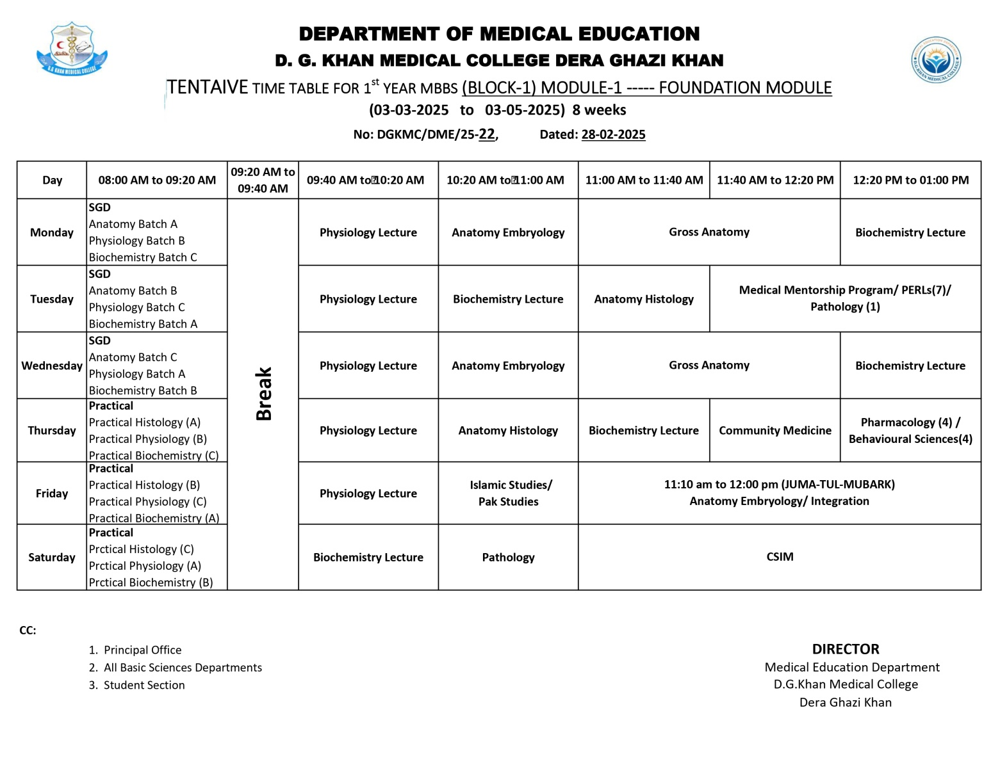 DEPARTMENT OF MEDICAL EDUCATION
D. G. KHAN MEDICAL COLLEGE DERA GHAZI KHAN
TENTAIVE TIME TABLE FOR 1st YEAR MBBS (BLOCK-1) MODULE-1 ----- FOUNDATION MODULE
(03-03-2025 to 03-05-2025) 8 weeks
No: DGKMC/DME/25-22, Dated: 28-02-2025
D.G KHAN MEDICAL COLLEGE
MEDICAL EDUCATION DEPARTMENT
D.G.KHAN MEDICAL COLLEGE
Day
08:00 AM to 09:20 AM
09:20 AM to
09:40 AM
09:40 AM to 10:20 AM
10:20 AM to 11:00 AM
11:00 AM to 11:40 AM
11:40 AM to 12:20 PM
12:20 PM to 01:00 PM
Monday
SGD
Anatomy Batch A
Physiology Batch B
Biochemistry Batch C
Break
Physiology Lecture
Anatomy Embryology
Gross Anatomy
Biochemistry Lecture
Tuesday
SGD
Anatomy Batch B
Physiology Batch C
Biochemistry Batch A
Physiology Lecture
Biochemistry Lecture
Anatomy Histology
Medical Mentorship Program/ PERLs(7)/
Pathology (1)
Wednesday
SGD
Anatomy Batch C
Physiology Batch A
Biochemistry Batch B
Physiology Lecture
Anatomy Embryology
Gross Anatomy
Biochemistry Lecture
Thursday
Practical
Practical Histology (A)
Practical Physiology (B)
Practical Biochemistry (C)
Physiology Lecture
Anatomy Histology
Biochemistry Lecture
Community Medicine
Pharmacology (4) /
Behavioural Sciences(4)
Friday
Practical
Practical Histology (B)
Practical Physiology (C)
Practical Biochemistry (A)
Physiology Lecture
Islamic Studies/
Pak Studies
11:10 am to 12:00 pm (JUMA-TUL-MUBARK)
Anatomy Embryology/ Integration
Saturday
Practical
Prctical Histology (C)
Prctical Physiology (A)
Prctical Biochemistry (B)
Biochemistry Lecture
Pathology
CSIM
CC:
1. Principal Office
2. All Basic Sciences Departments
3. Student Section
DIRECTOR
Medical Education Department
D.G.Khan Medical College
Dera Ghazi Khan